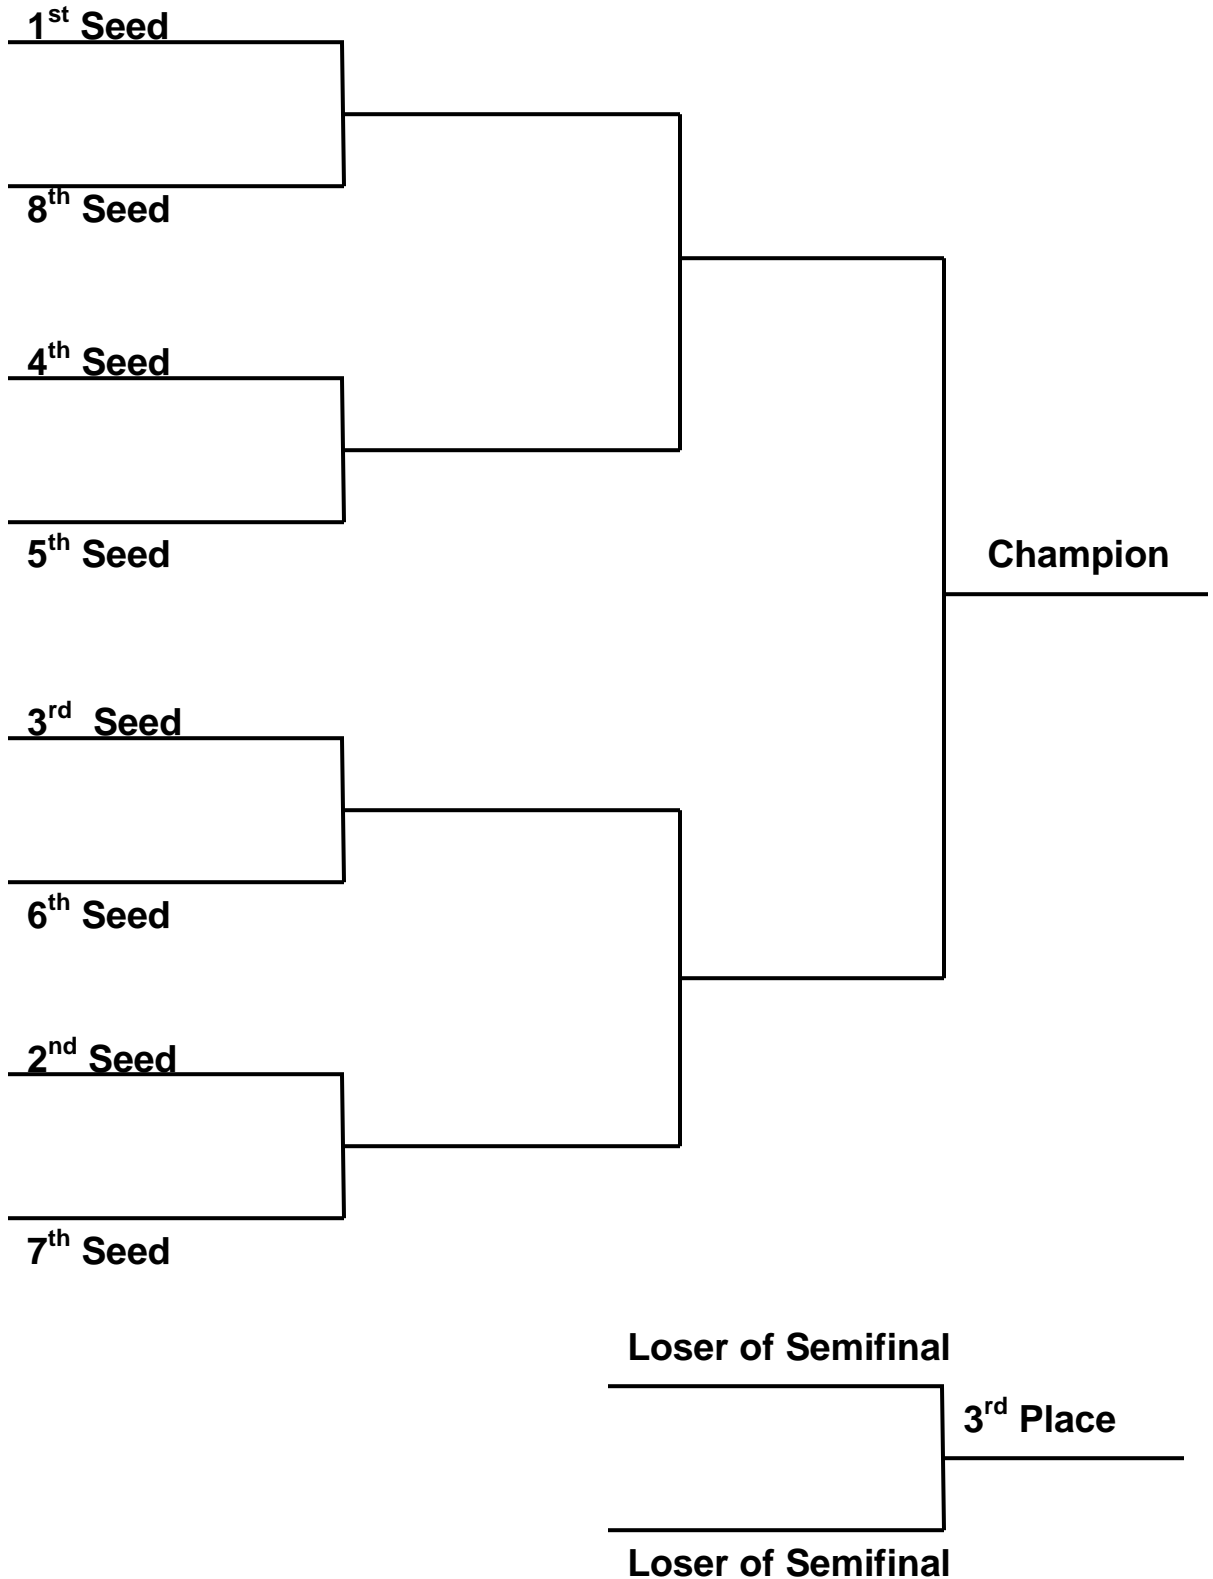 1st Seed
8th Seed
4th Seed
5th Seed
Champion
3rd  Seed
6th Seed
2nd Seed
7th Seed
Loser of Semifinal
3rd Place
Loser of Semifinal